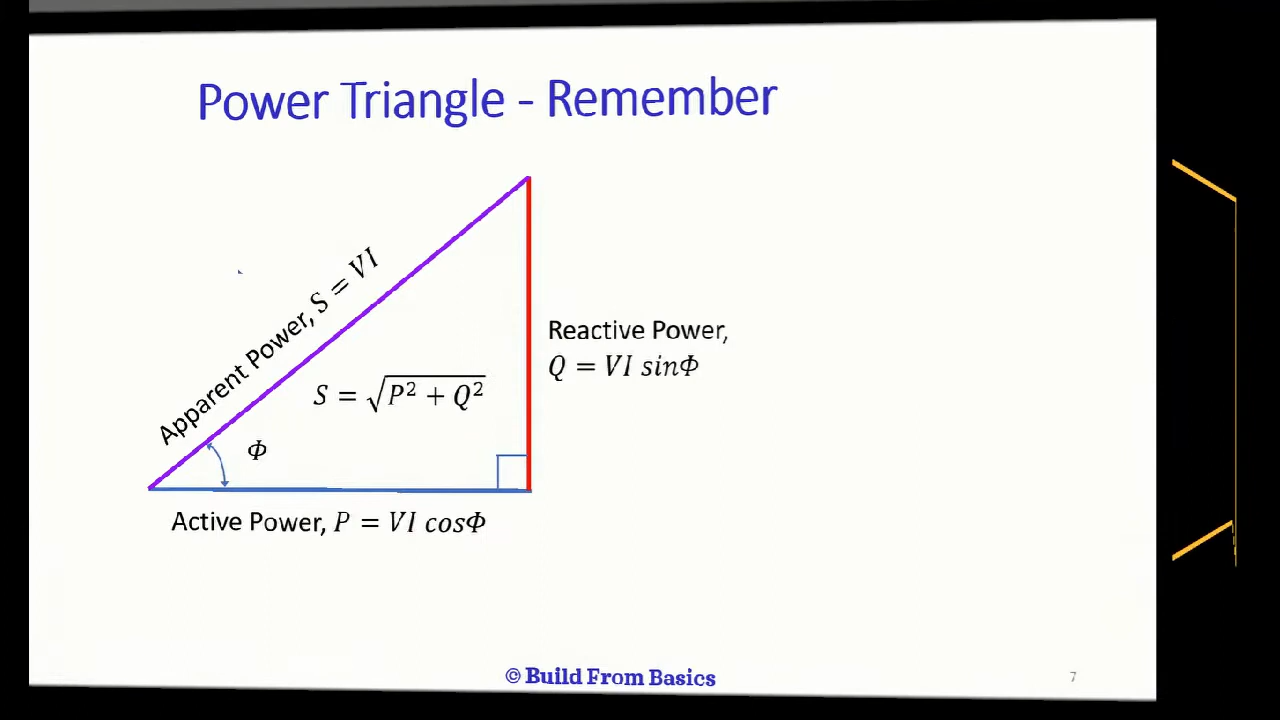 Power Triangle - Remember
Apparent Power, S = VI
Reactive Power,
Q = VI sinΦ
S = √(P² + Q²)
Φ
Active Power, P = VI cosΦ
© Build From Basics
7